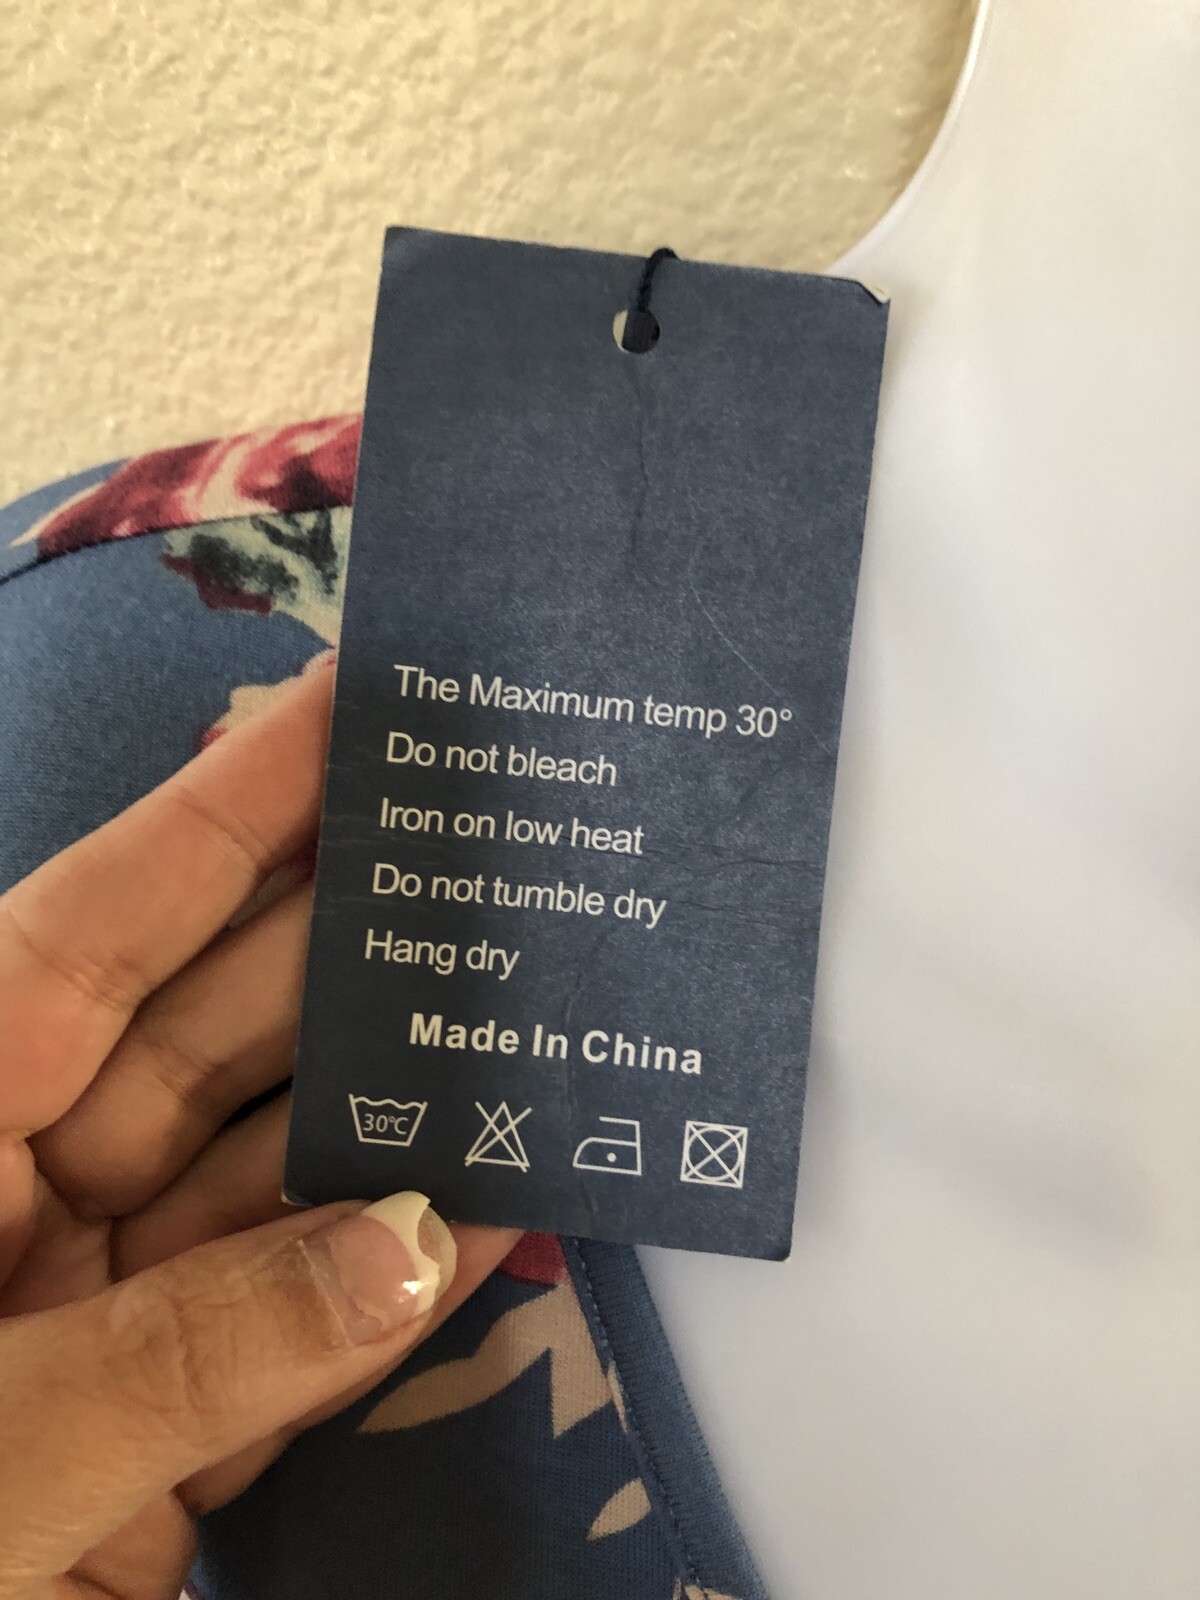 The Maximum temp 30°
Do not bleach
Iron on low heat
Do not tumble dry
Hang dry
Made In China
30°C